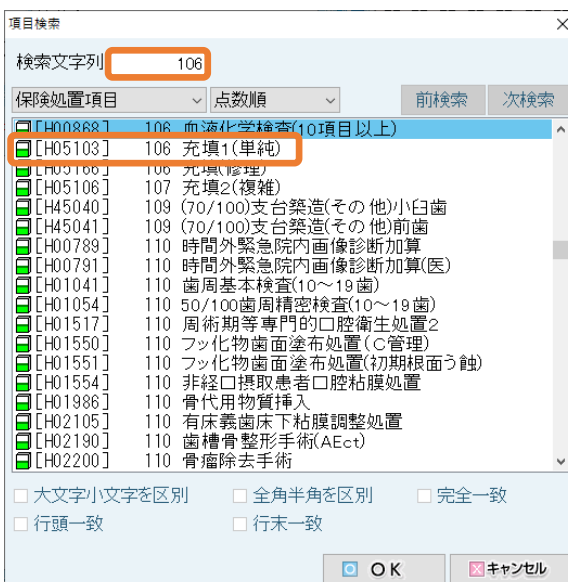 項目検索
検索文字列 106
保険処置項目 点数順 前検索 次検索
[H00868] 106 血液化学検査(10項目以上)
[H05103] 106 充填1(単純)
[H05166] 106 充填(修理)
[H05106] 107 充填2(複雑)
[H45040] 109 (70/100)支台築造(その他)小臼歯
[H45041] 109 (70/100)支台築造(その他)前歯
[H00789] 110 時間外緊急院内画像診断加算
[H00791] 110 時間外緊急院内画像診断加算(医)
[H01041] 110 歯周基本検査(10～19歯)
[H01054] 110 50/100歯周精密検査(10～19歯)
[H01517] 110 周術期等専門的口腔衛生処置2
[H01550] 110 フッ化物歯面塗布処置(C管理)
[H01551] 110 フッ化物歯面塗布処置(初期根面う蝕)
[H01554] 110 非経口摂取患者口腔粘膜処置
[H01986] 110 骨代用物質挿入
[H02105] 110 有床義歯床下粘膜調整処置
[H02190] 110 歯槽骨整形手術(AEct)
[H02200] 110 骨瘤除去手術
大文字小文字を区別 全角半角を区別 完全一致
行頭一致 行末一致
OK キャンセル